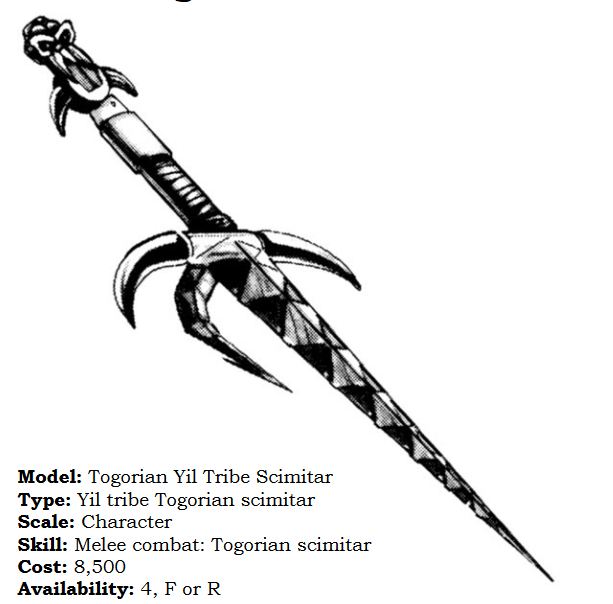 Model: Togorian Yil Tribe Scimitar
Type: Yil tribe Togorian scimitar
Scale: Character
Skill: Melee combat: Togorian scimitar
Cost: 8,500
Availability: 4, F or R